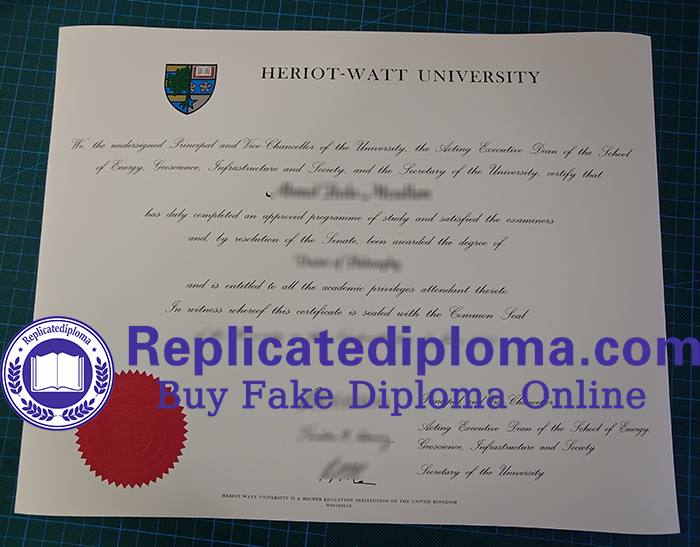 HERIOT-WATT UNIVERSITY
We, the undersigned Principal and Vice-Chancellor of the University, the Acting Executive Dean of the School
of Energy, Geoscience, Infrastructure and Society, and the Secretary of the University, certify that
has duly completed an approved programme of study and satisfied the examiners
and, by resolution of the Senate, been awarded the degree of
and is entitled to all the academic privileges attendant thereto.
In witness whereof this certificate is sealed with the Common Seal
Replicatediploma
Replicatediploma.com
Buy Fake Diploma Online
Principal and Vice-Chancellor
Acting Executive Dean of the School of Energy,
Geoscience, Infrastructure and Society
Secretary of the University
HERIOT-WATT UNIVERSITY IS A HIGHER EDUCATION INSTITUTION OF THE UNITED KINGDOM